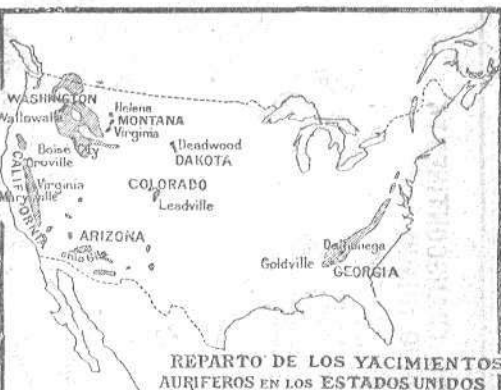 WASHINGTON
Wallowalla
Helena
MONTANA
Virginia
Boise City
Deadwood
DAKOTA
Oroville
CALIFORNIA
Virginia
Marysville
COLORADO
Leadville
ARIZONA
Dahlonega
Goldville
GEORGIA
REPARTO DE LOS YACIMIENTOS
AURIFEROS EN LOS ESTADOS UNIDOS